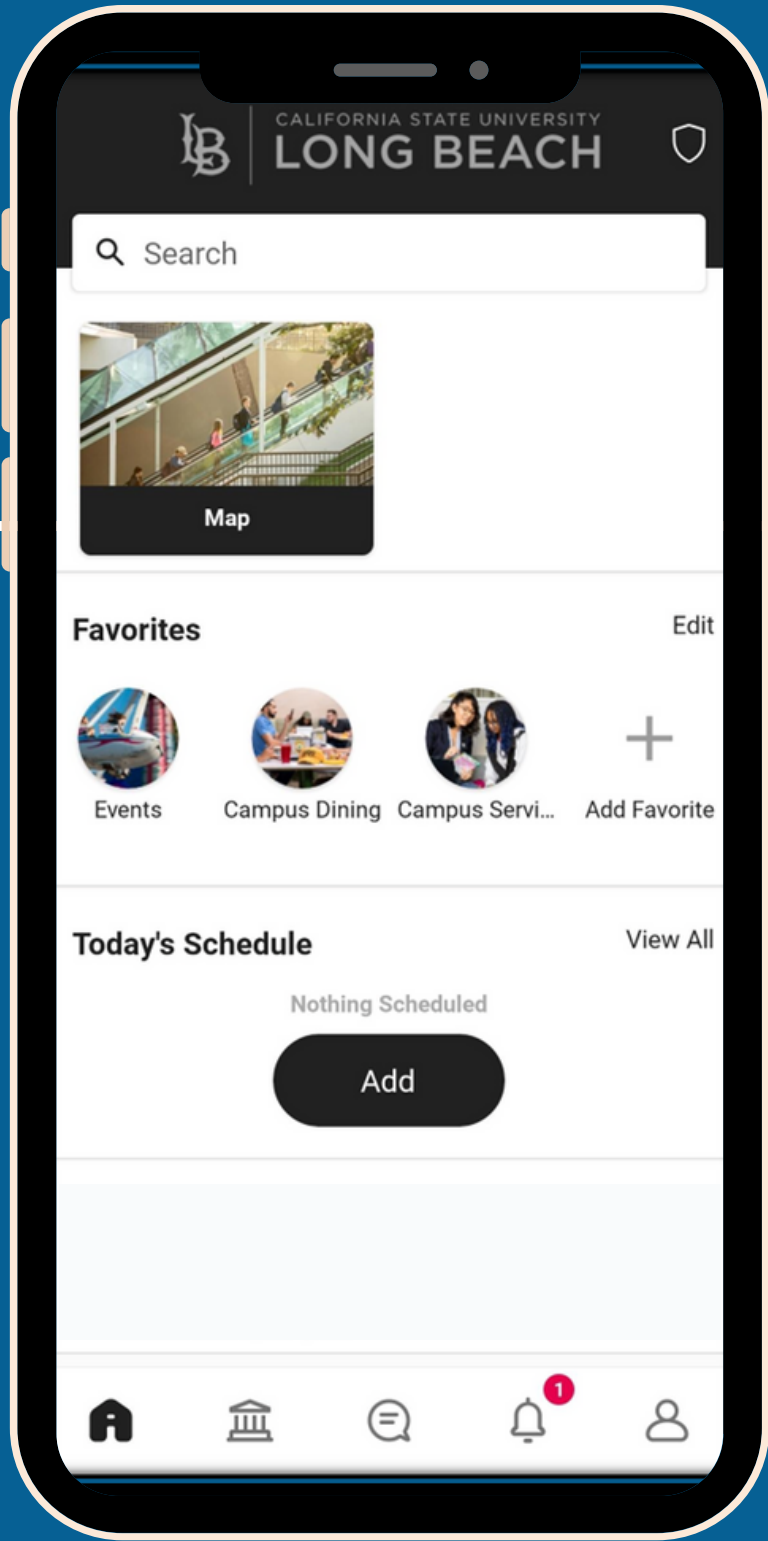 LB
CALIFORNIA STATE UNIVERSITY
LONG BEACH
Search
Map
Favorites
Edit
Events
Campus Dining
Campus Servi...
Add Favorite
Today's Schedule
View All
Nothing Scheduled
Add
1